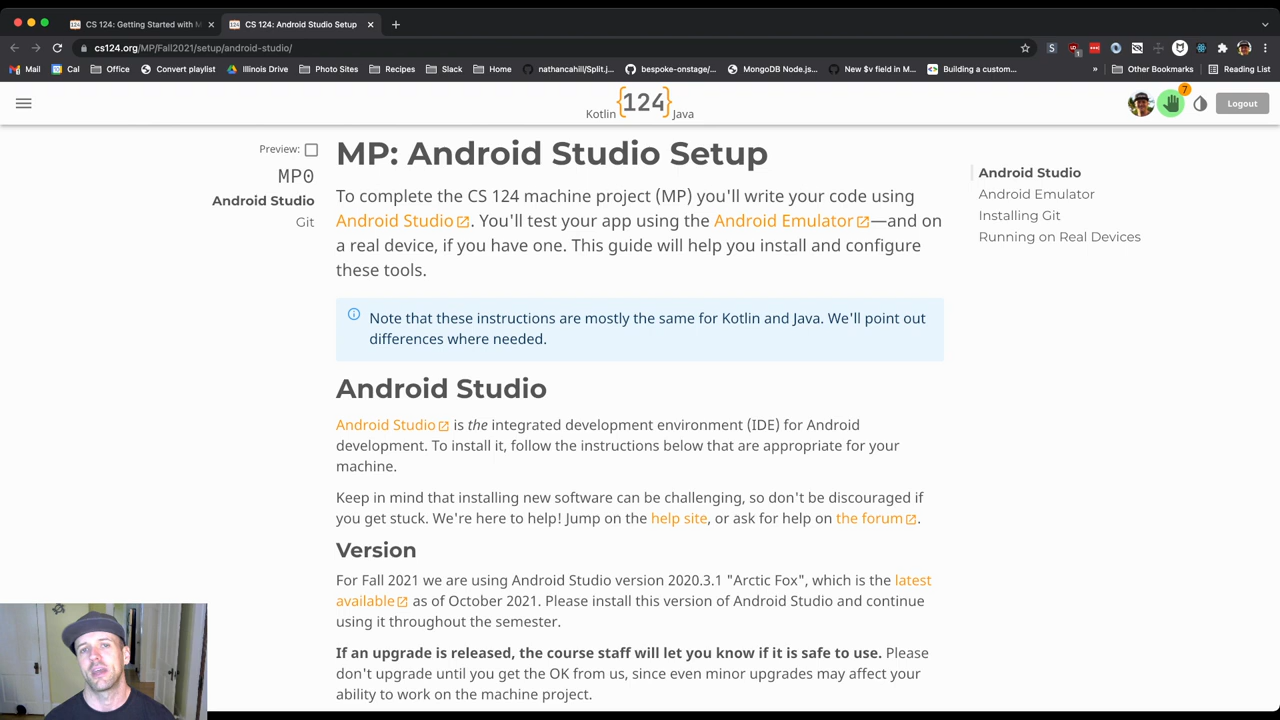 CS 124: Getting Started with M
CS 124: Android Studio Setup
cs124.org/MP/Fall2021/setup/android-studio/
Mail
Cal
Office
Convert playlist
Illinois Drive
Photo Sites
Recipes
Slack
Home
nathancahill/Split.j...
bespoke-onstage/...
MongoDB Node.js...
New $v field in M...
Building a custom...
»
Other Bookmarks
Reading List
Kotlin {124} Java
7
Logout
Preview:
MP0
Android Studio
Git
MP: Android Studio Setup
To complete the CS 124 machine project (MP) you'll write your code using
Android Studio. You'll test your app using the Android Emulator—and on
a real device, if you have one. This guide will help you install and configure
these tools.
Note that these instructions are mostly the same for Kotlin and Java. We'll point out
differences where needed.
Android Studio
Android Studio is the integrated development environment (IDE) for Android
development. To install it, follow the instructions below that are appropriate for your
machine.
Keep in mind that installing new software can be challenging, so don't be discouraged if
you get stuck. We're here to help! Jump on the help site, or ask for help on the forum.
Version
For Fall 2021 we are using Android Studio version 2020.3.1 "Arctic Fox", which is the latest
available as of October 2021. Please install this version of Android Studio and continue
using it throughout the semester.
If an upgrade is released, the course staff will let you know if it is safe to use. Please
don't upgrade until you get the OK from us, since even minor upgrades may affect your
ability to work on the machine project.
Android Studio
Android Emulator
Installing Git
Running on Real Devices